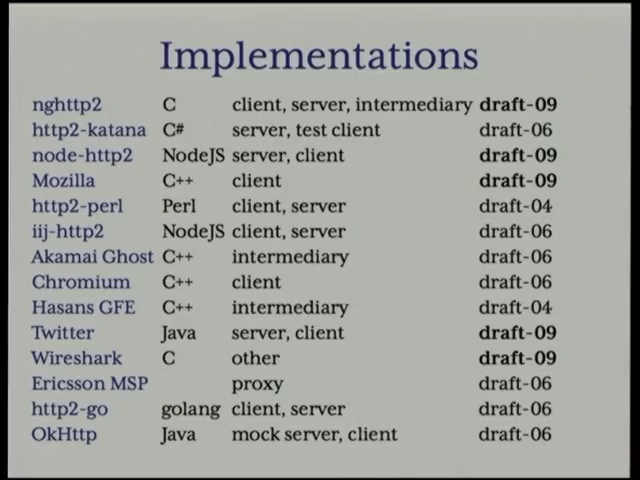 Implementations
nghttp2 C client, server, intermediary draft-09
http2-katana C# server, test client draft-06
node-http2 NodeJS server, client draft-09
Mozilla C++ client draft-09
http2-perl Perl client, server draft-04
iij-http2 NodeJS client, server draft-06
Akamai Ghost C++ intermediary draft-06
Chromium C++ client draft-06
Hasans GFE C++ intermediary draft-04
Twitter Java server, client draft-09
Wireshark C other draft-09
Ericsson MSP proxy draft-06
http2-go golang client, server draft-06
OkHttp Java mock server, client draft-06